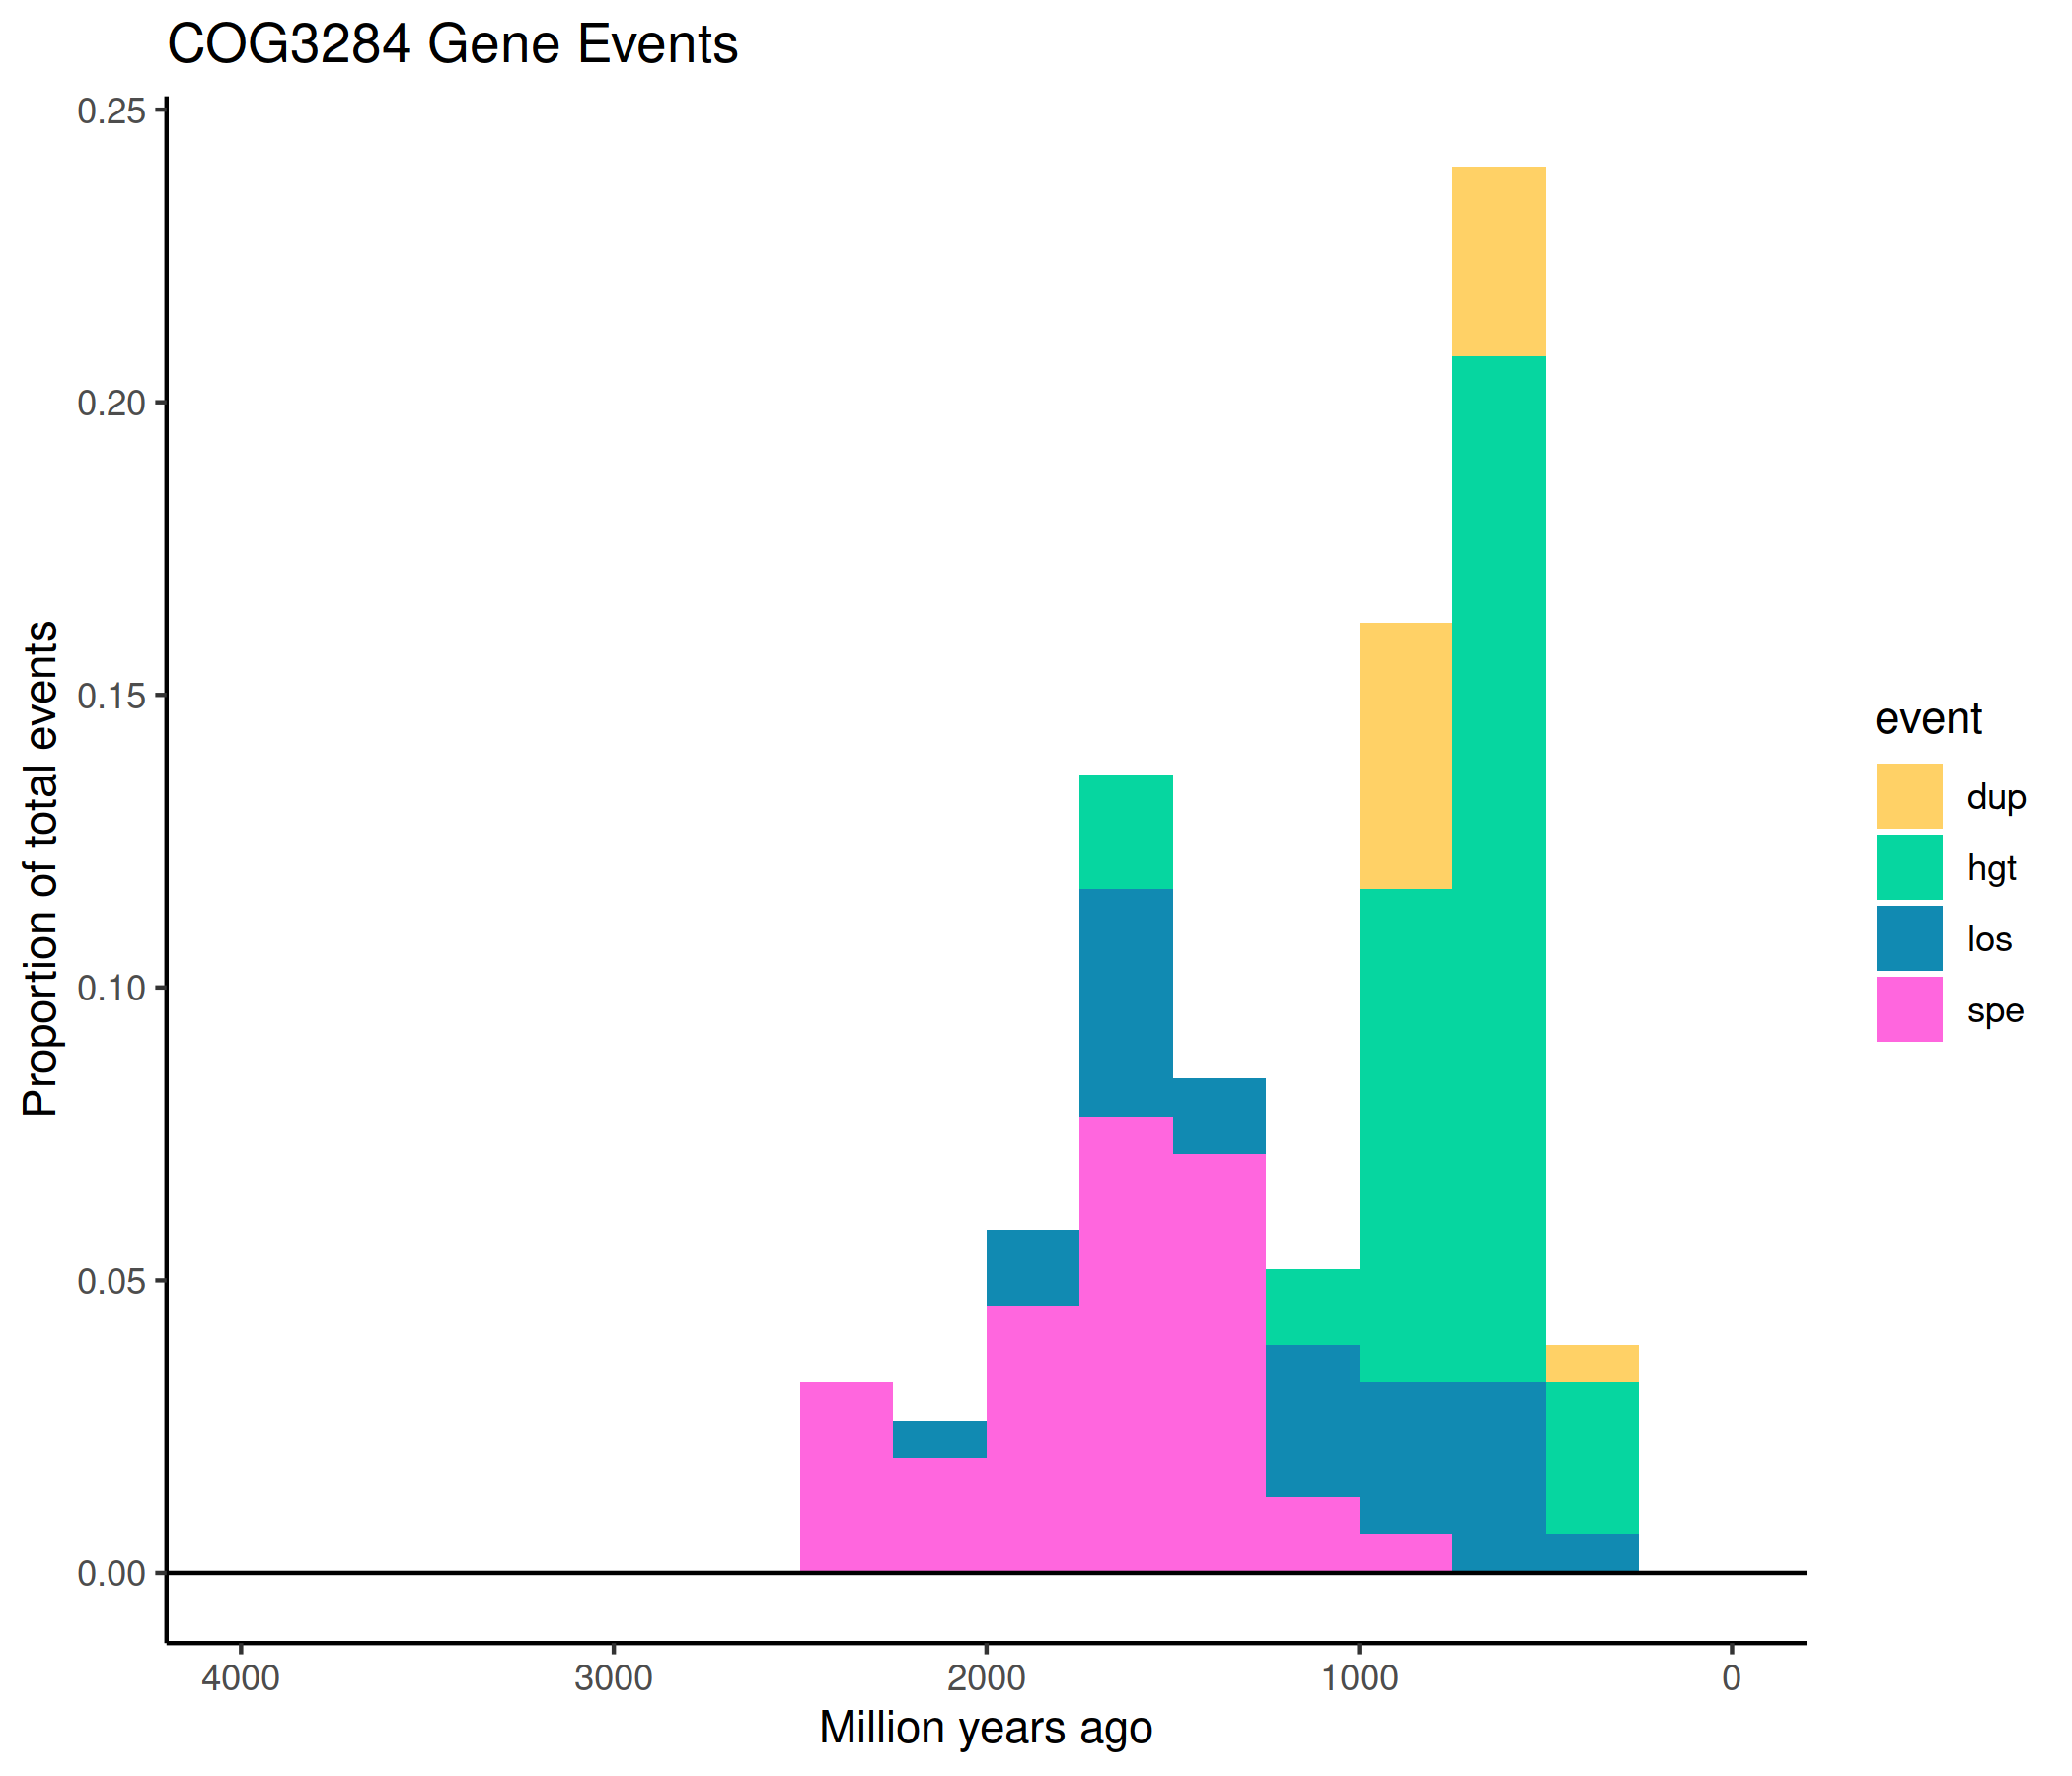 COG3284 Gene Events
0.25
0.20
0.15
0.10
0.05
0.00
Proportion of total events
4000 3000 2000 1000 0
Million years ago
event
dup
hgt
los
spe